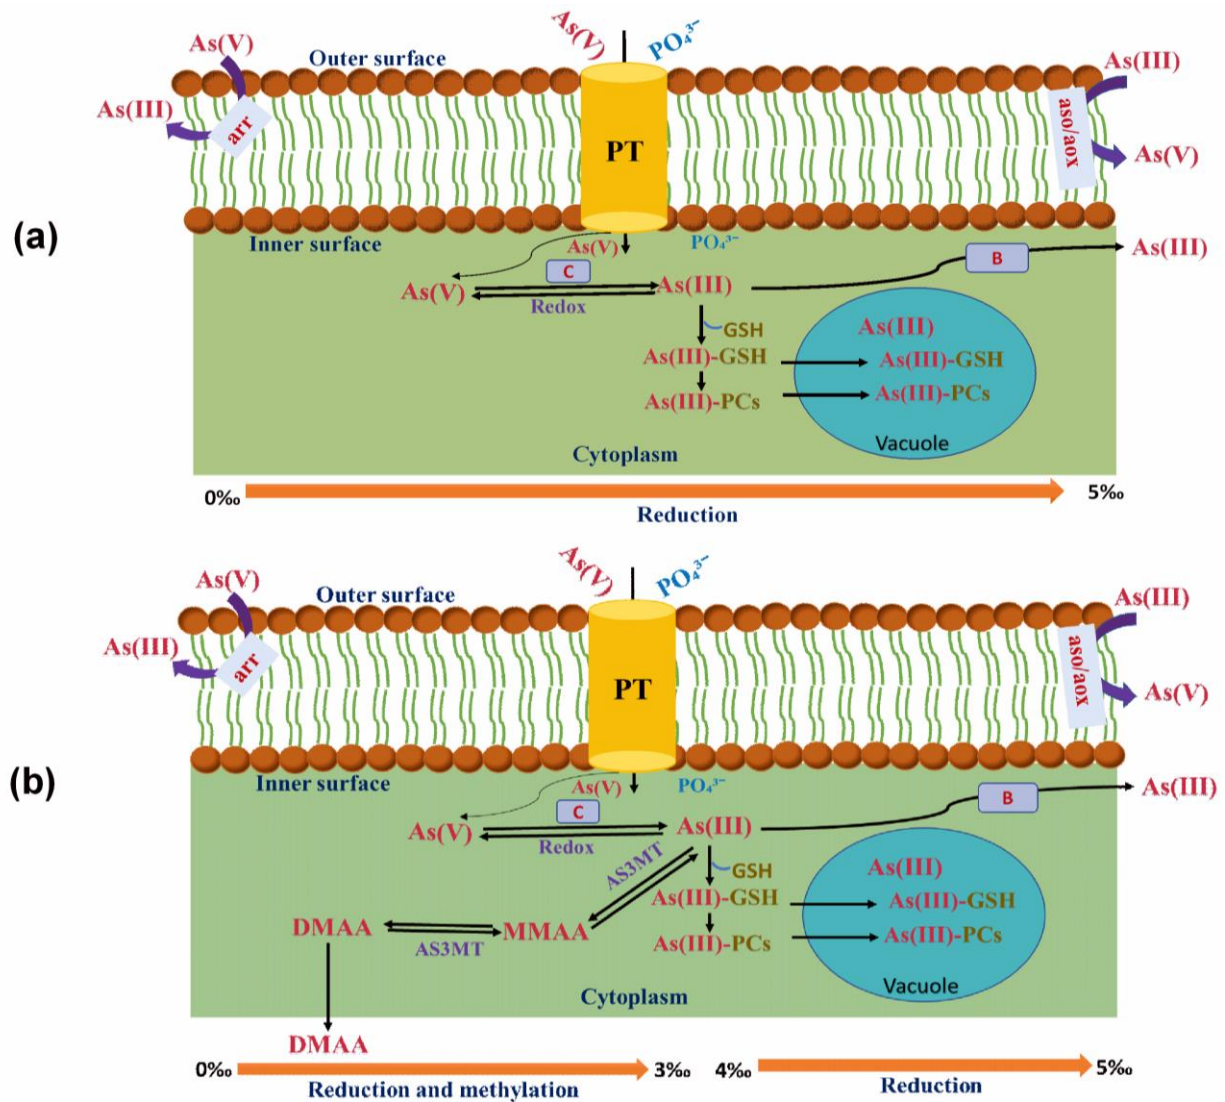 As(V)
PO₄³⁻
As(V)
Outer surface
As(III)
As(III)
arr
PT
aso/aox
As(V)
(a)
Inner surface
As(V)
PO₄³⁻
As(III)
C
B
As(V)
As(III)
Redox
GSH
As(III)
As(III)-GSH
As(III)-GSH
As(III)-PCs
As(III)-PCs
Vacuole
Cytoplasm
0‰
5‰
Reduction
As(V)
PO₄³⁻
As(V)
Outer surface
As(III)
As(III)
arr
PT
aso/aox
As(V)
(b)
Inner surface
As(V)
PO₄³⁻
As(III)
C
B
As(V)
As(III)
Redox
AS3MT
GSH
As(III)
As(III)-GSH
As(III)-GSH
DMAA
MMAA
As(III)-PCs
As(III)-PCs
AS3MT
Vacuole
Cytoplasm
DMAA
0‰
3‰
4‰
5‰
Reduction and methylation
Reduction